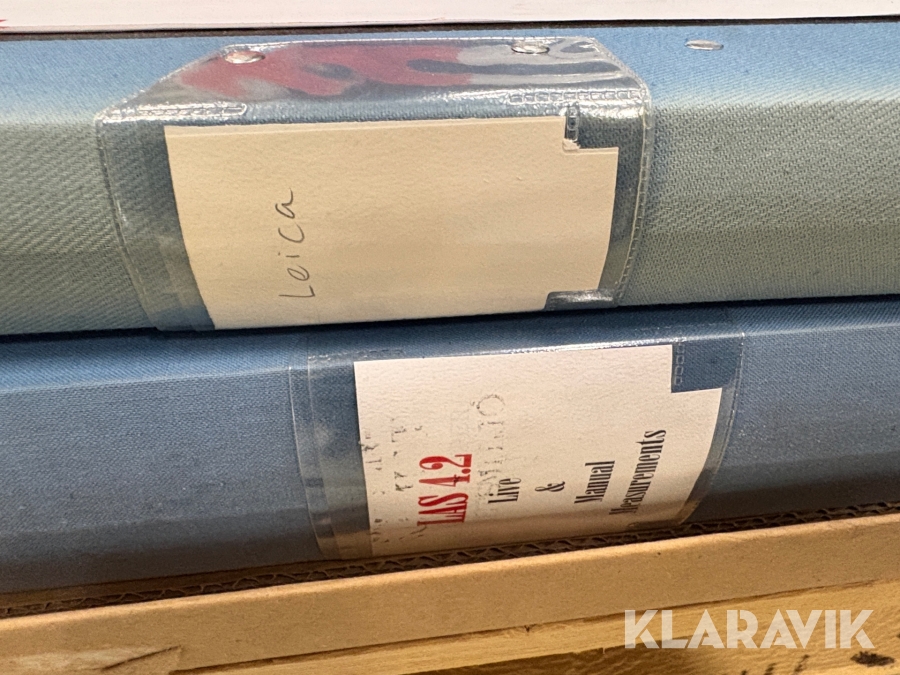 Leica
LAS 4.2
Live
&
Manual
Measurements
KLARAVIK